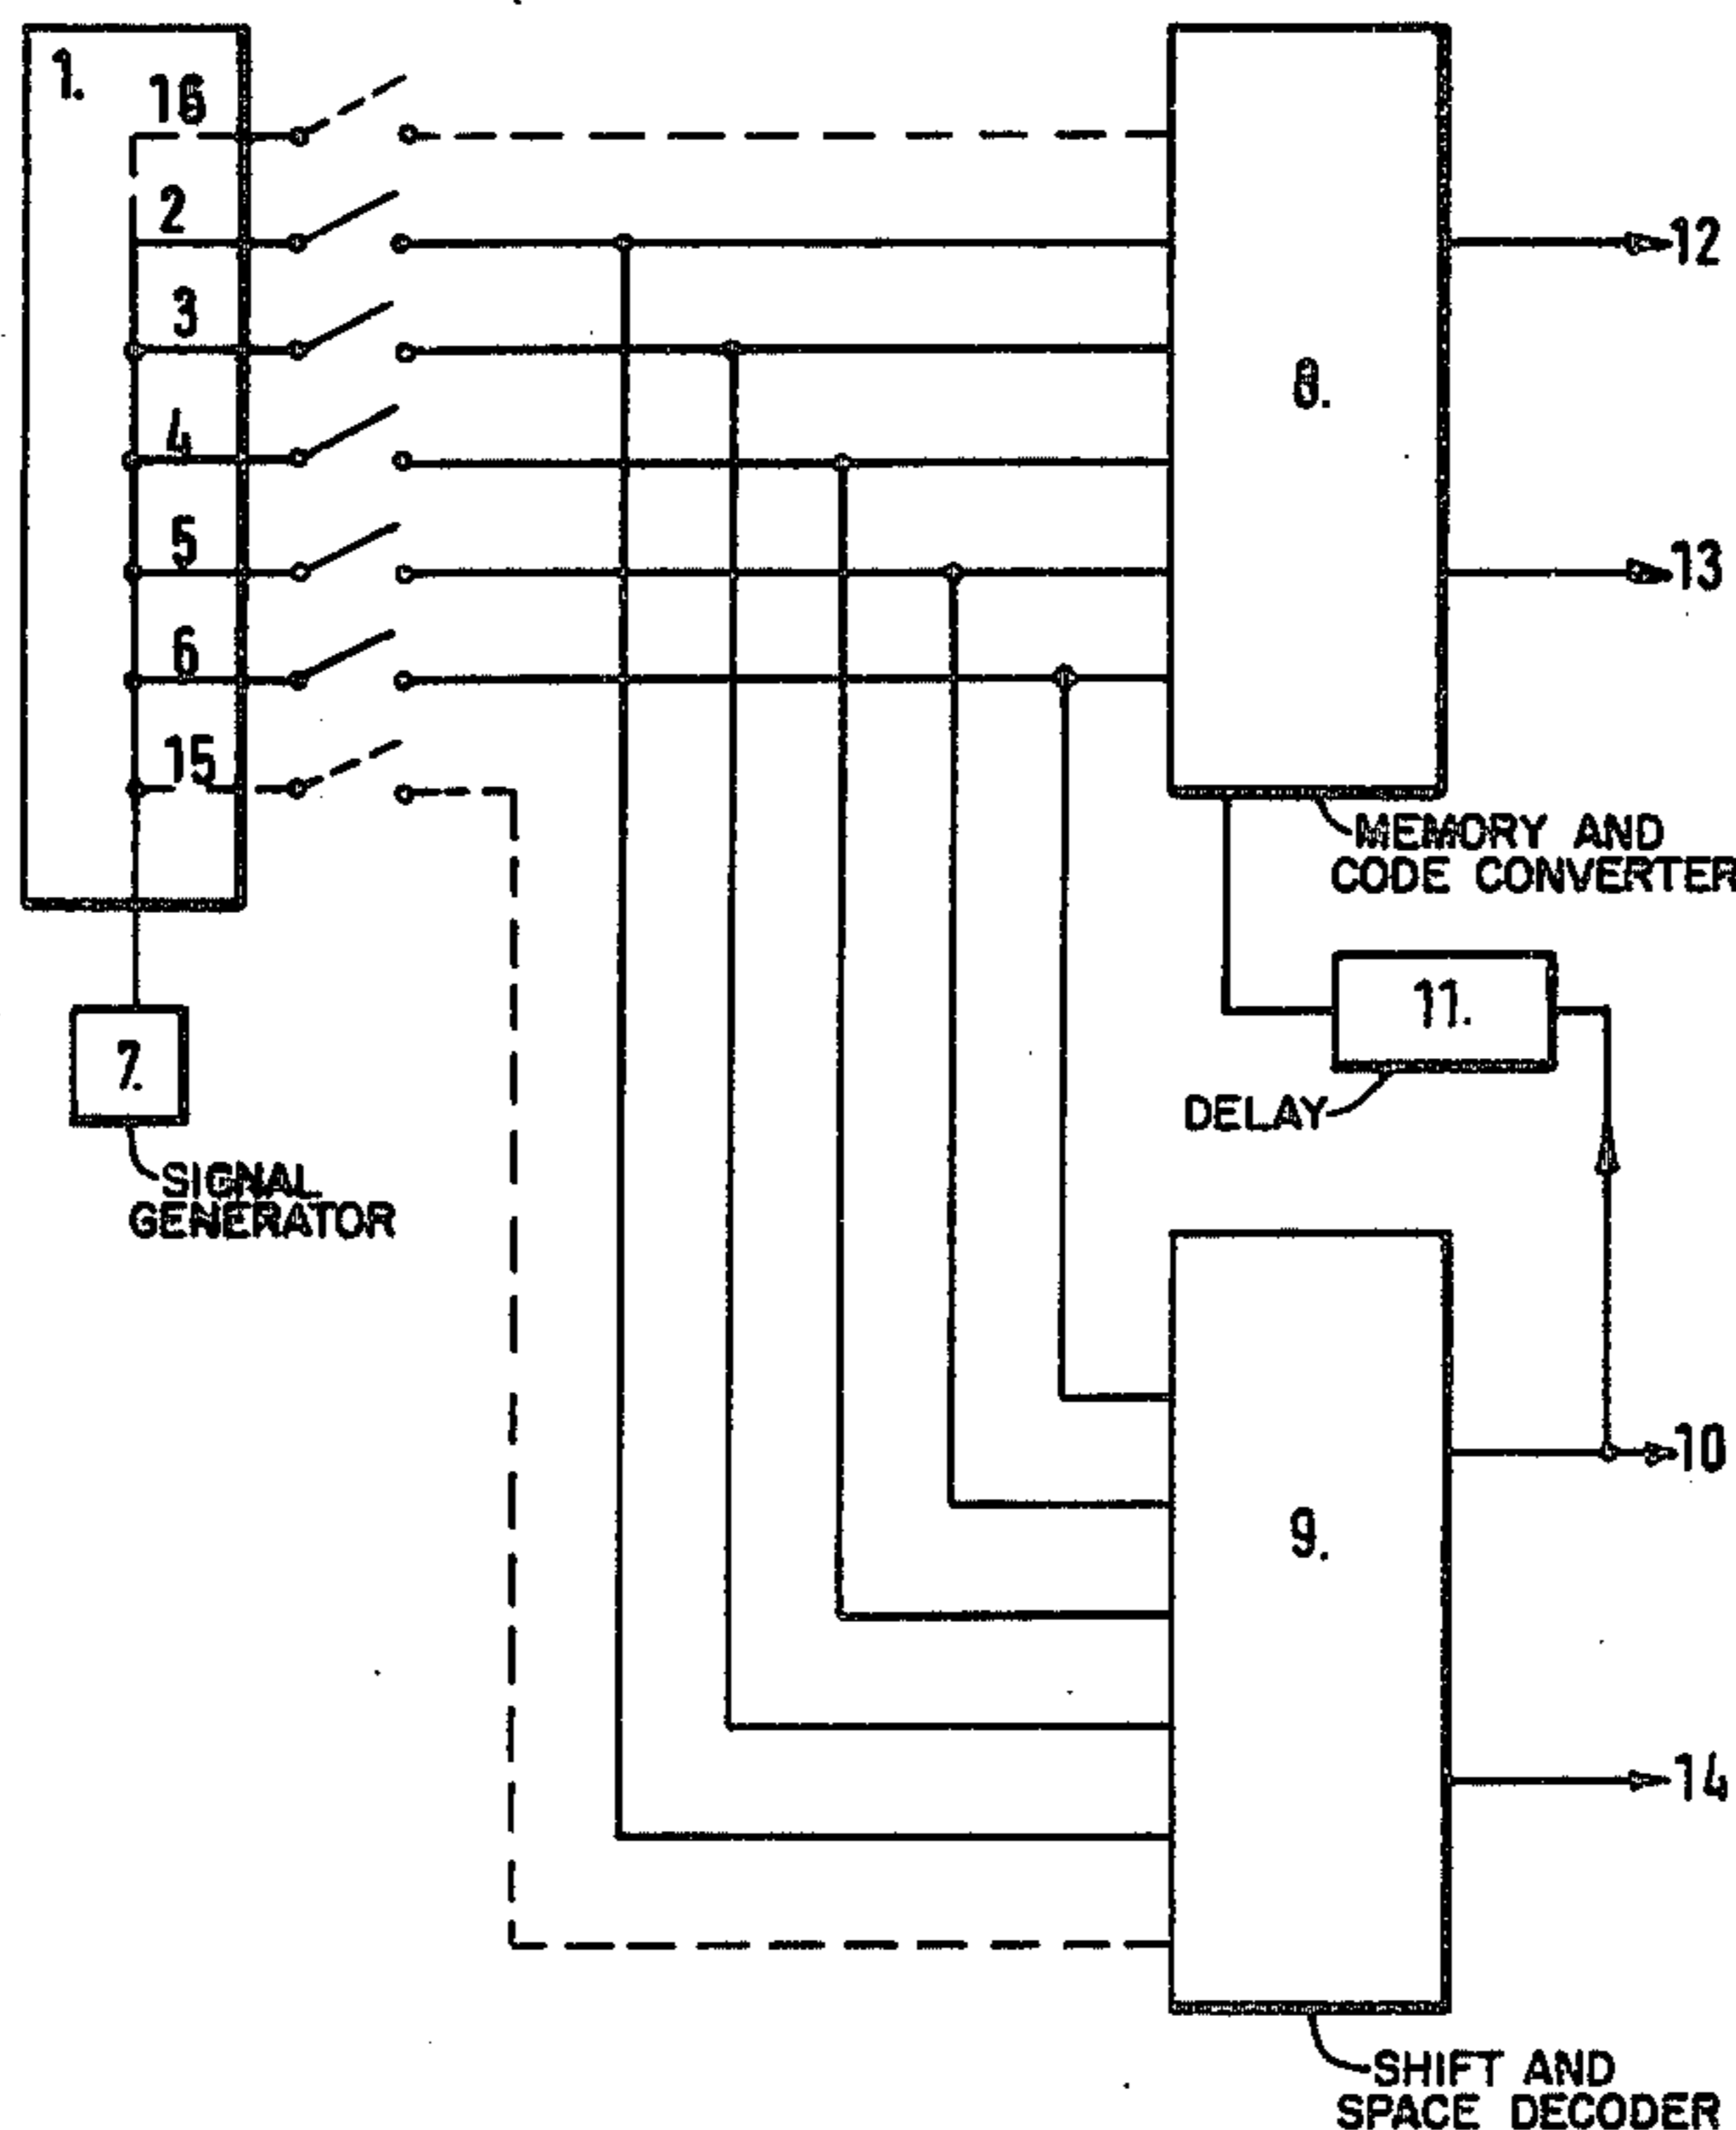 1.
16
2
12
3
8.
4
5
13
6
15
MEMORY AND
CODE CONVERTER
11.
7.
DELAY
SIGNAL
GENERATOR
10
9.
14
SHIFT AND
SPACE DECODER